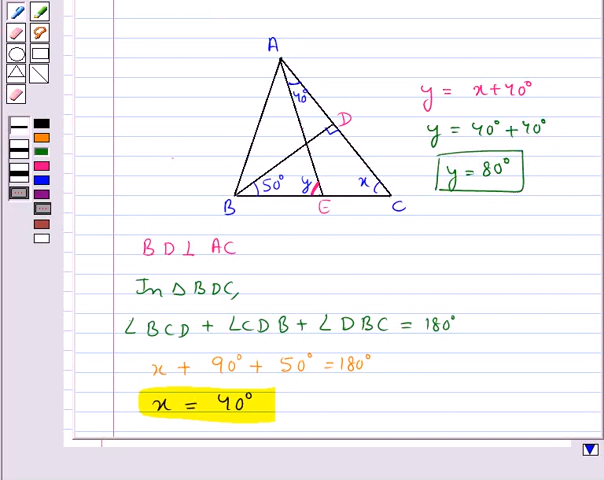 A
40°
D
50°
y
x
B
E
C
y = x + 40°
y = 40° + 40°
y = 80°
BD ⊥ AC
In △BDC,
∠BCD + ∠CDB + ∠DBC = 180°
x + 90° + 50° = 180°
x = 40°